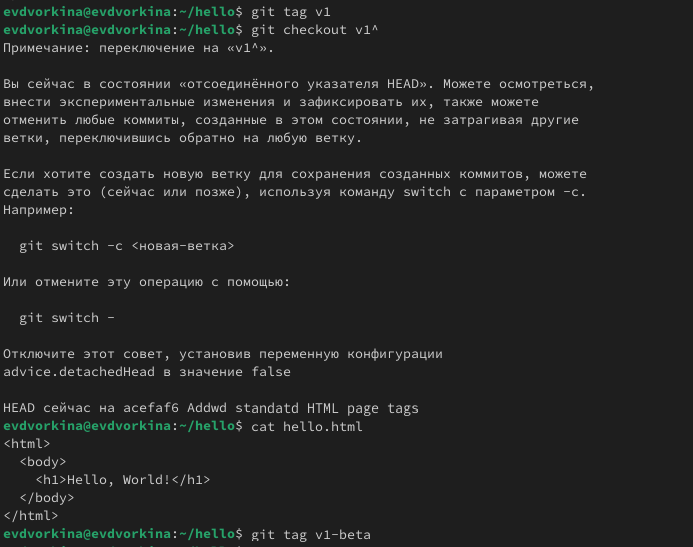 evdvorkina@evdvorkina:~/hello$ git tag v1
evdvorkina@evdvorkina:~/hello$ git checkout v1^
Примечание: переключение на «v1^».
Вы сейчас в состоянии «отсоединённого указателя HEAD». Можете осмотреться,
внести экспериментальные изменения и зафиксировать их, также можете
отменить любые коммиты, созданные в этом состоянии, не затрагивая другие
ветки, переключившись обратно на любую ветку.
Если хотите создать новую ветку для сохранения созданных коммитов, можете
сделать это (сейчас или позже), используя команду switch с параметром -c.
Например:
  git switch -c <новая-ветка>
Или отмените эту операцию с помощью:
  git switch -
Отключите этот совет, установив переменную конфигурации
advice.detachedHead в значение false
HEAD сейчас на acefaf6 Addwd standatd HTML page tags
evdvorkina@evdvorkina:~/hello$ cat hello.html
<html>
  <body>
    <h1>Hello, World!</h1>
  </body>
</html>
evdvorkina@evdvorkina:~/hello$ git tag v1-beta